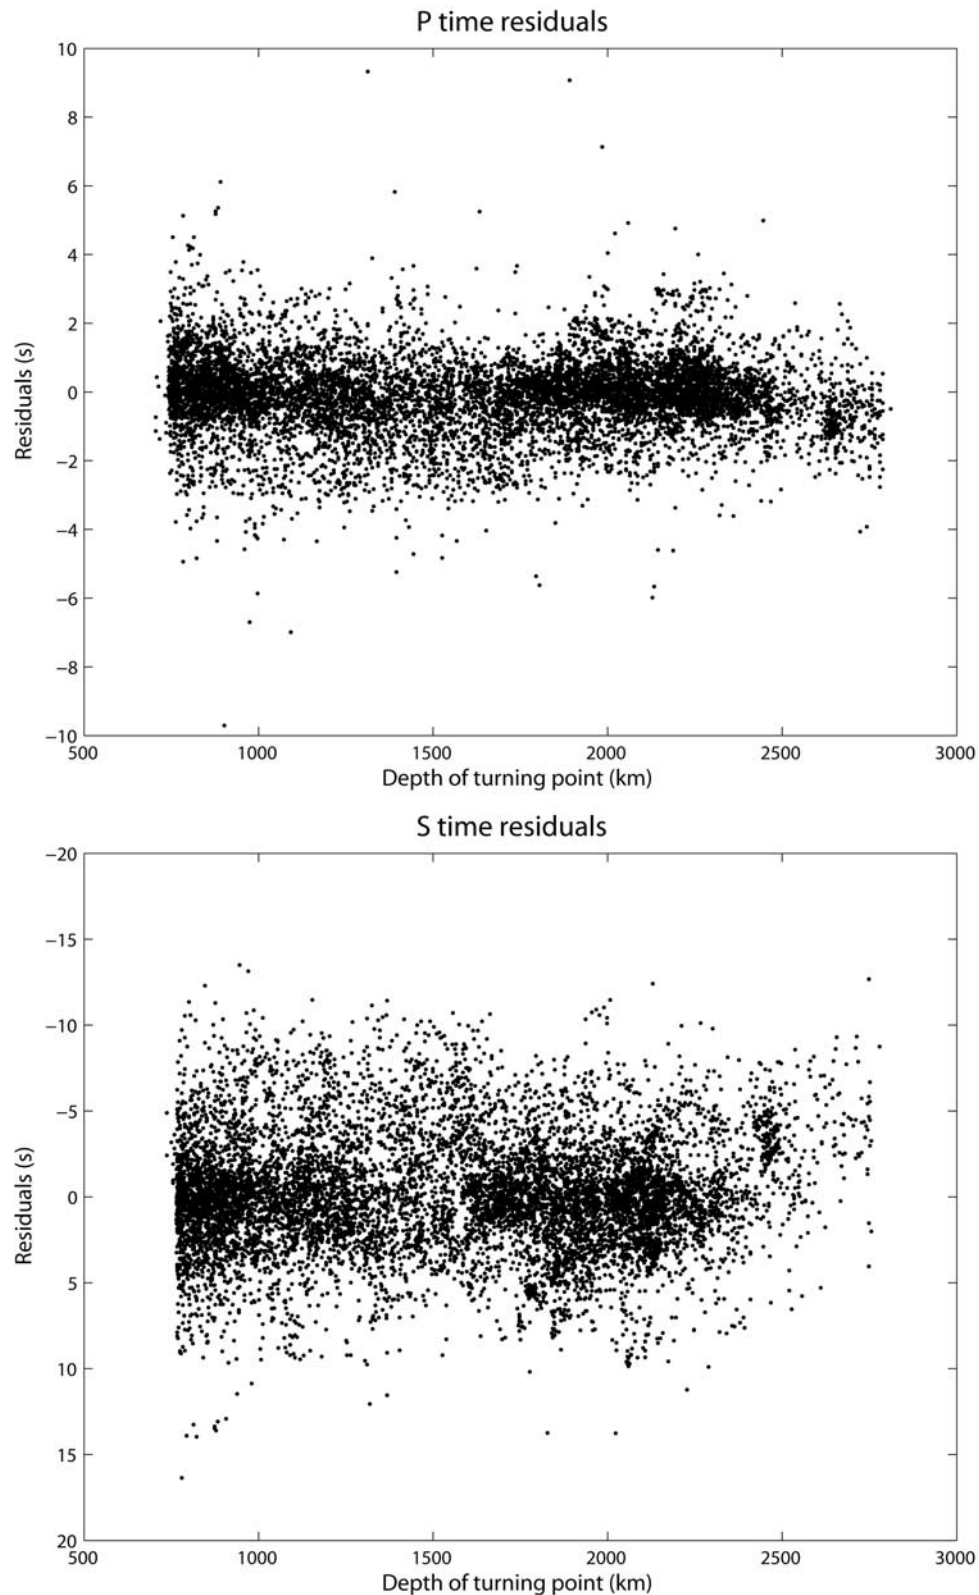 P time residuals
10
8
6
4
2
0
−2
−4
−6
−8
−10
Residuals (s)
500 1000 1500 2000 2500 3000
Depth of turning point (km)
S time residuals
−20
−15
−10
−5
0
5
10
15
20
Residuals (s)
500 1000 1500 2000 2500 3000
Depth of turning point (km)